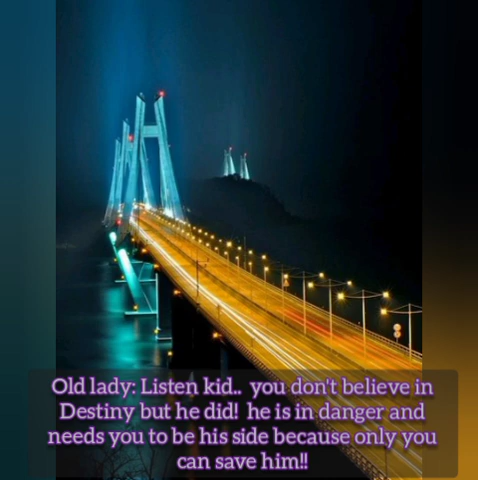 Old lady: Listen kid..  you don't believe in
Destiny but he did!  he is in danger and
needs you to be his side because only you
can save him!!